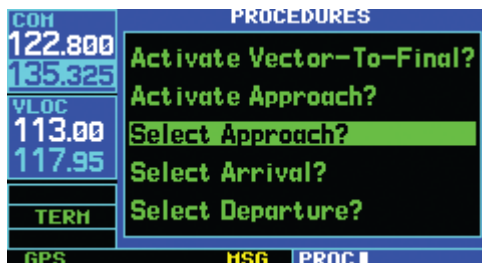 COM
122.800
135.325
VLOC
113.00
117.95
TERM
GPS
PROCEDURES
Activate Vector-To-Final?
Activate Approach?
Select Approach?
Select Arrival?
Select Departure?
MSG
PROC